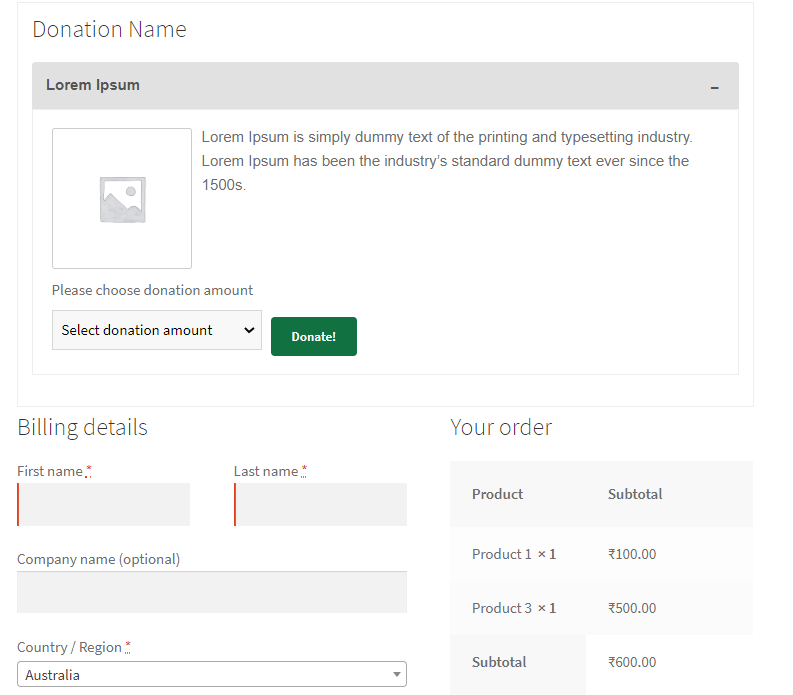 Donation Name
Lorem Ipsum
–
Lorem Ipsum is simply dummy text of the printing and typesetting industry.
Lorem Ipsum has been the industry’s standard dummy text ever since the
1500s.
Please choose donation amount
Select donation amount
Donate!
Billing details
First name *
Last name *
Company name (optional)
Country / Region *
Australia
Your order
Product Subtotal
Product 1 × 1 ₹100.00
Product 3 × 1 ₹500.00
Subtotal ₹600.00